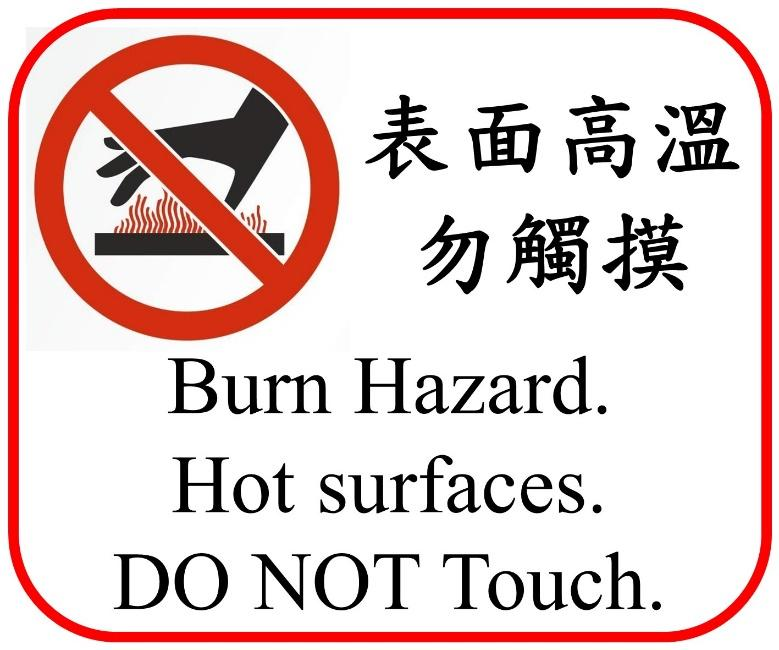 表面高溫
勿觸摸
Burn Hazard.
Hot surfaces.
DO NOT Touch.